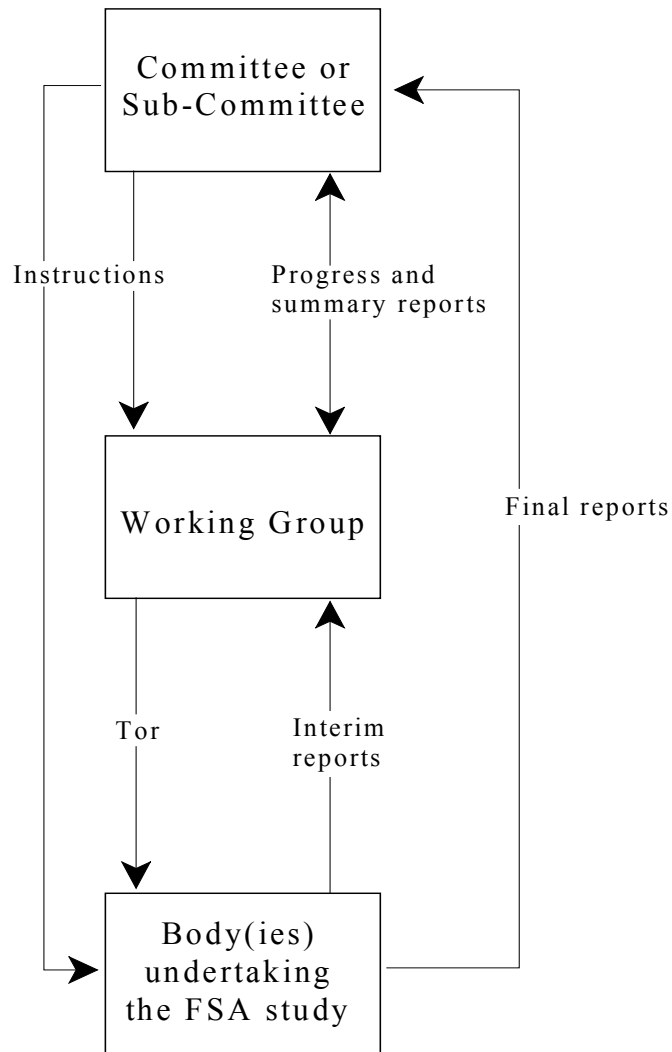 Committee or
Sub-Committee
Instructions
Progress and
summary reports
Working Group
Final reports
Tor
Interim
reports
Body(ies)
undertaking
the FSA study